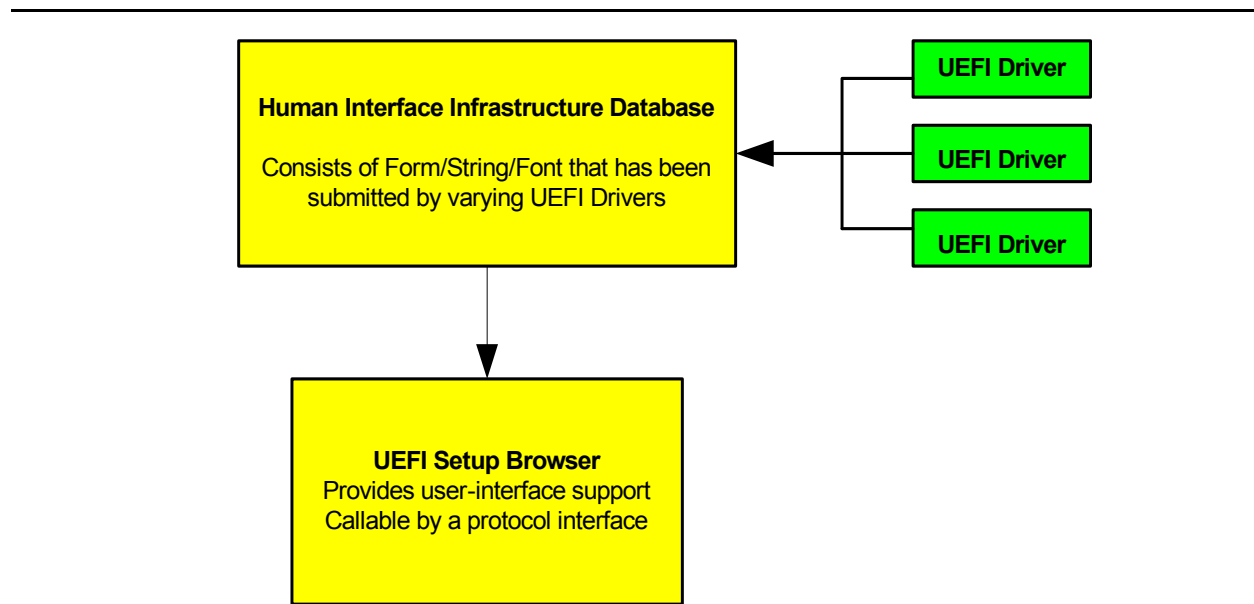 Human Interface Infrastructure Database
Consists of Form/String/Font that has been
submitted by varying UEFI Drivers
UEFI Driver
UEFI Driver
UEFI Driver
UEFI Setup Browser
Provides user-interface support
Callable by a protocol interface